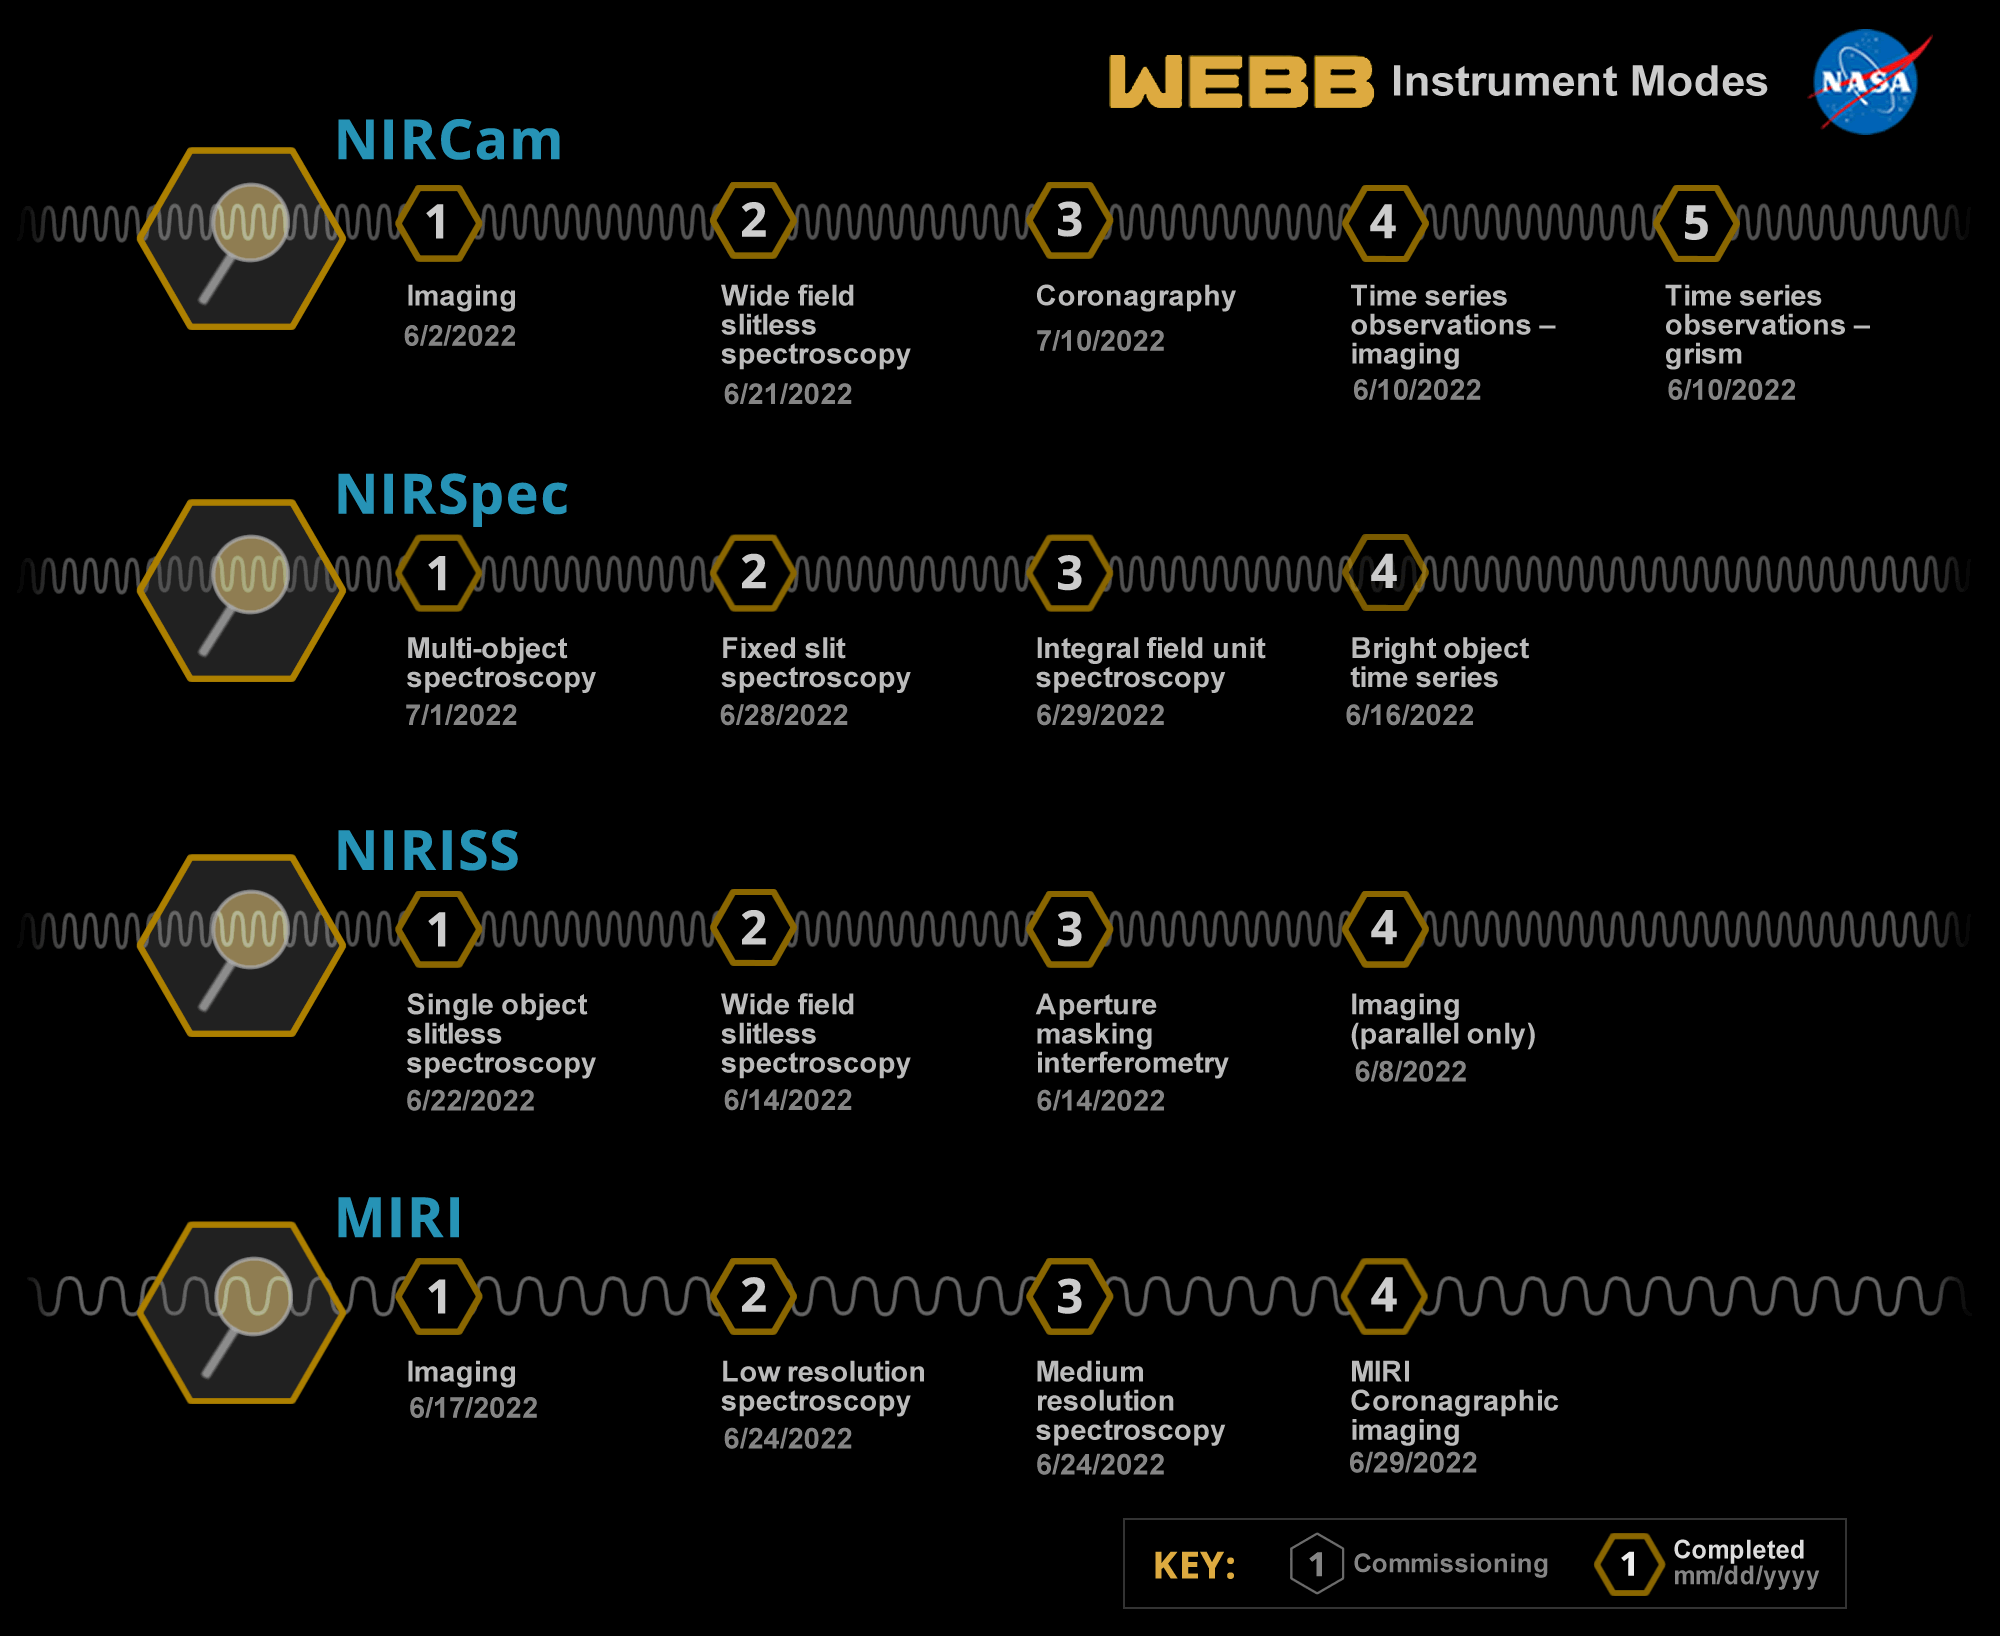 WEBB Instrument Modes
NASA
NIRCam
1
2
3
4
5
Imaging
6/2/2022
Wide field
slitless
spectroscopy
6/21/2022
Coronagraphy
7/10/2022
Time series
observations –
imaging
6/10/2022
Time series
observations –
grism
6/10/2022
NIRSpec
1
2
3
4
Multi-object
spectroscopy
7/1/2022
Fixed slit
spectroscopy
6/28/2022
Integral field unit
spectroscopy
6/29/2022
Bright object
time series
6/16/2022
NIRISS
1
2
3
4
Single object
slitless
spectroscopy
6/22/2022
Wide field
slitless
spectroscopy
6/14/2022
Aperture
masking
interferometry
6/14/2022
Imaging
(parallel only)
6/8/2022
MIRI
1
2
3
4
Imaging
6/17/2022
Low resolution
spectroscopy
6/24/2022
Medium
resolution
spectroscopy
6/24/2022
MIRI
Coronagraphic
imaging
6/29/2022
KEY:
1
Commissioning
1
Completed
mm/dd/yyyy